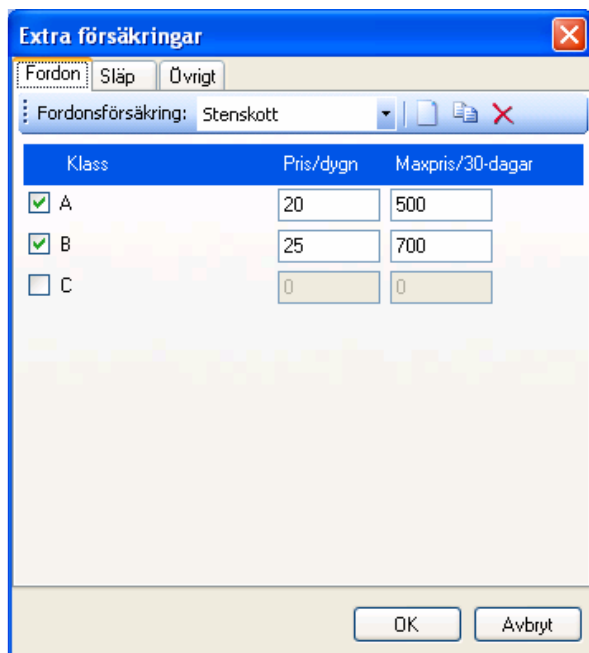 Extra försäkringar
Fordon Släp Övrigt
Fordonsförsäkring: Stenskott
Klass Pris/dygn Maxpris/30-dagar
A 20 500
B 25 700
C 0 0
OK Avbryt